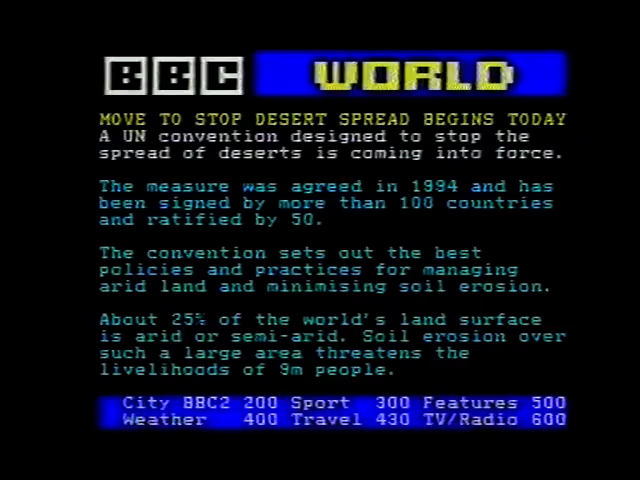 BBC WORLD
MOVE TO STOP DESERT SPREAD BEGINS TODAY
A UN convention designed to stop the
spread of deserts is coming into force.
The measure was agreed in 1994 and has
been signed by more than 100 countries
and ratified by 50.
The convention sets out the best
policies and practices for managing
arid land and minimising soil erosion.
About 25% of the world's land surface
is arid or semi-arid. Soil erosion over
such a large area threatens the
livelihoods of 9m people.
City BBC2 200 Sport 300 Features 500
Weather 400 Travel 430 TV/Radio 600